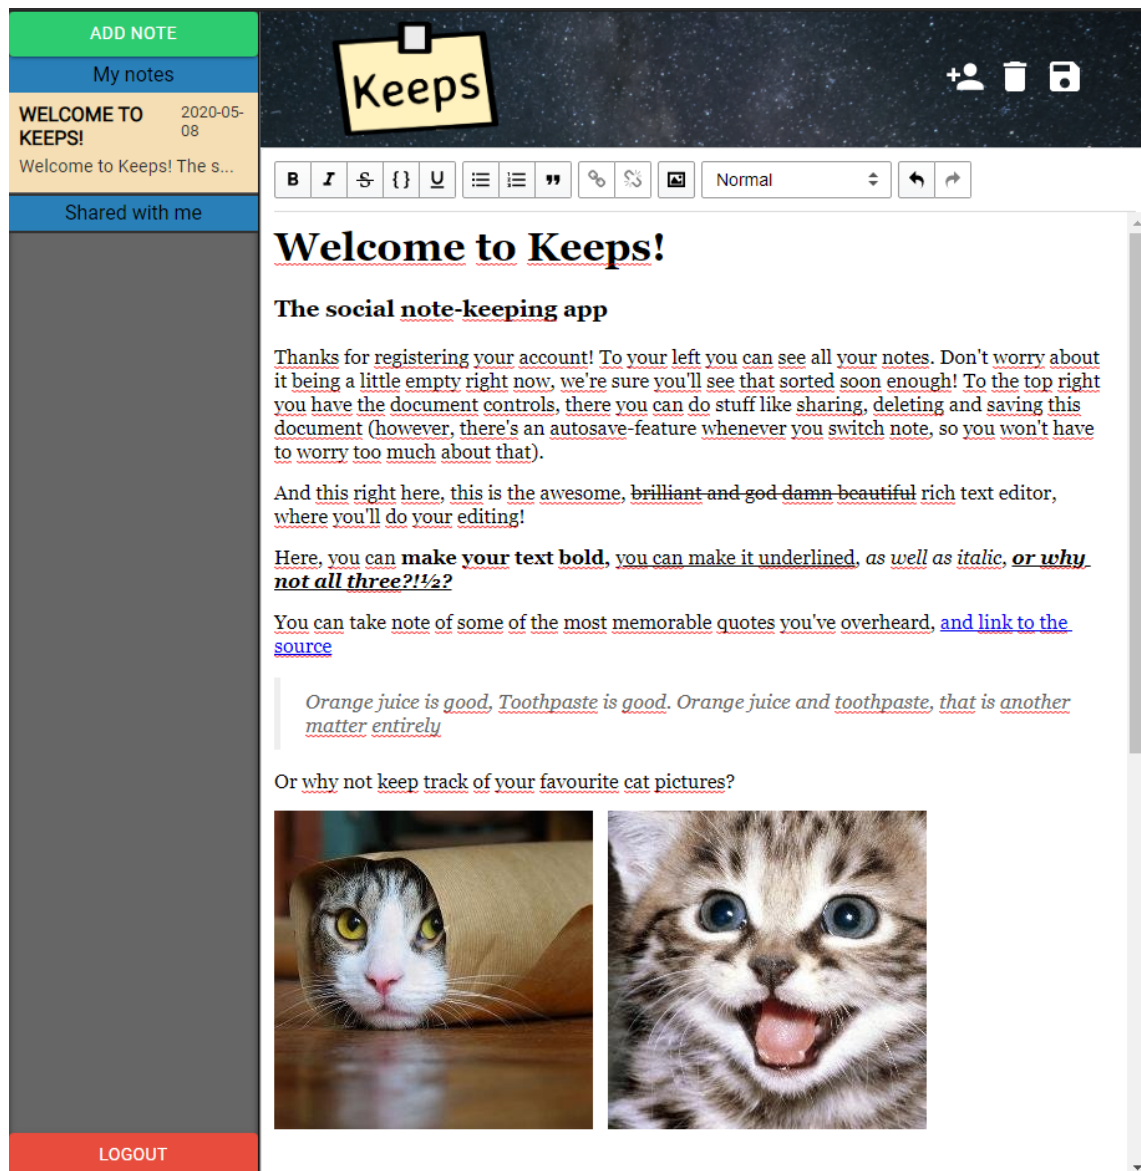 ADD NOTE
My notes
WELCOME TO 2020-05-
KEEPS! 08
Welcome to Keeps! The s...
Shared with me
LOGOUT
Keeps
B I S {} U Normal
Welcome to Keeps!
The social note-keeping app
Thanks for registering your account! To your left you can see all your notes. Don't worry about
it being a little empty right now, we're sure you'll see that sorted soon enough! To the top right
you have the document controls, there you can do stuff like sharing, deleting and saving this
document (however, there's an autosave-feature whenever you switch note, so you won't have
to worry too much about that).
And this right here, this is the awesome, brilliant and god damn beautiful rich text editor,
where you'll do your editing!
Here, you can make your text bold, you can make it underlined, as well as italic, or why
not all three?!½?
You can take note of some of the most memorable quotes you've overheard, and link to the
source
Orange juice is good, Toothpaste is good. Orange juice and toothpaste, that is another
matter entirely
Or why not keep track of your favourite cat pictures?